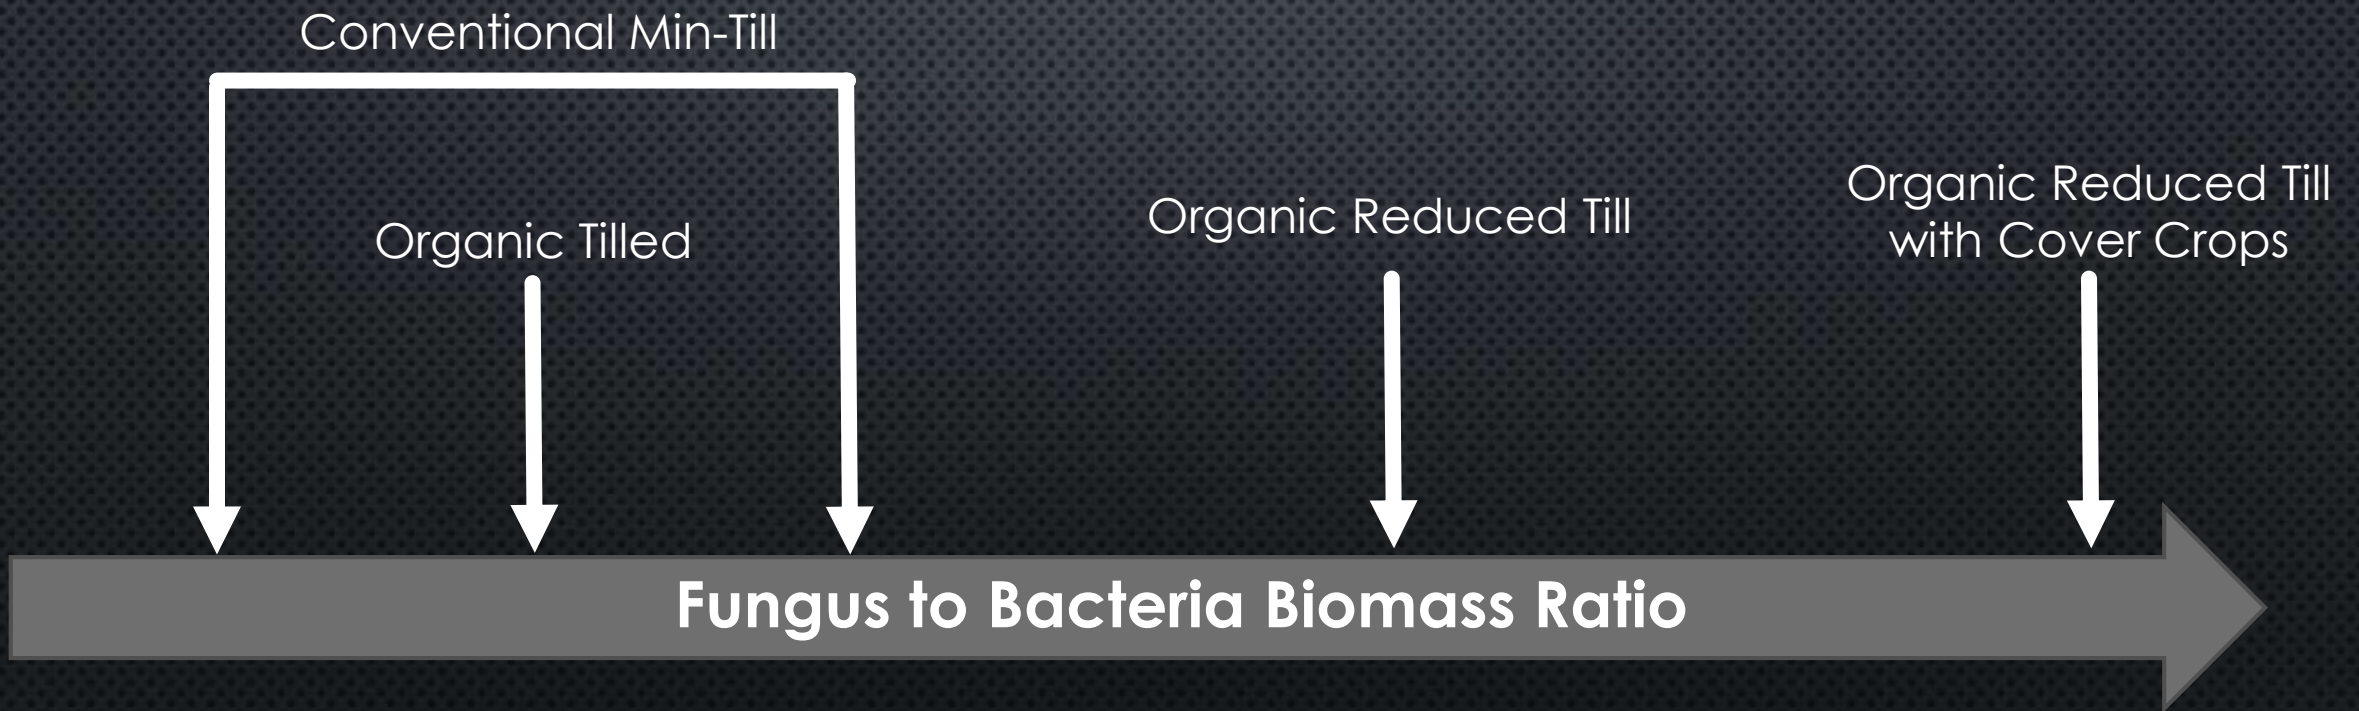 Conventional Min-Till
Organic Tilled
Organic Reduced Till
Organic Reduced Till
with Cover Crops
Fungus to Bacteria Biomass Ratio